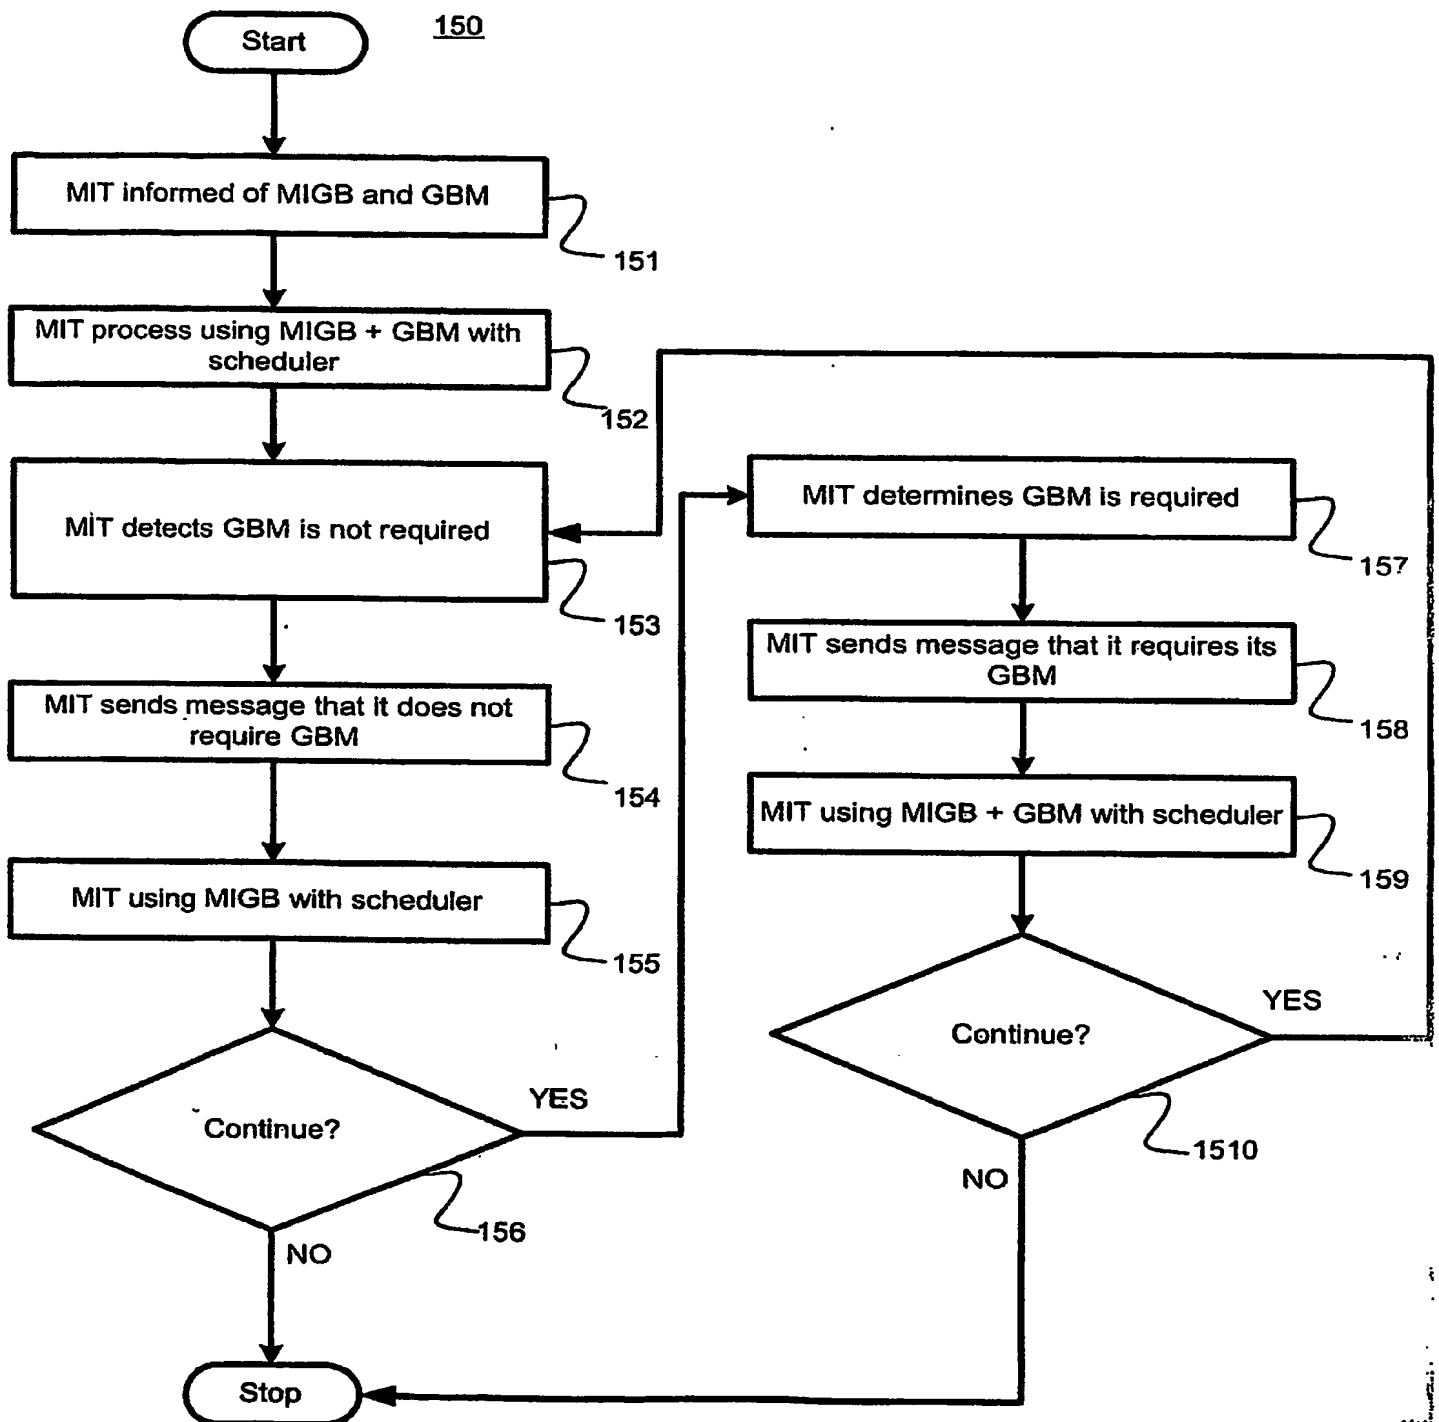 Start
150
MIT informed of MIGB and GBM
151
MIT process using MIGB + GBM with
scheduler
152
MIT detects GBM is not required
153
MIT sends message that it does not
require GBM
154
MIT using MIGB with scheduler
155
Continue?
YES
156
NO
MIT determines GBM is required
157
MIT sends message that it requires its
GBM
158
MIT using MIGB + GBM with scheduler
159
Continue?
YES
1510
NO
Stop